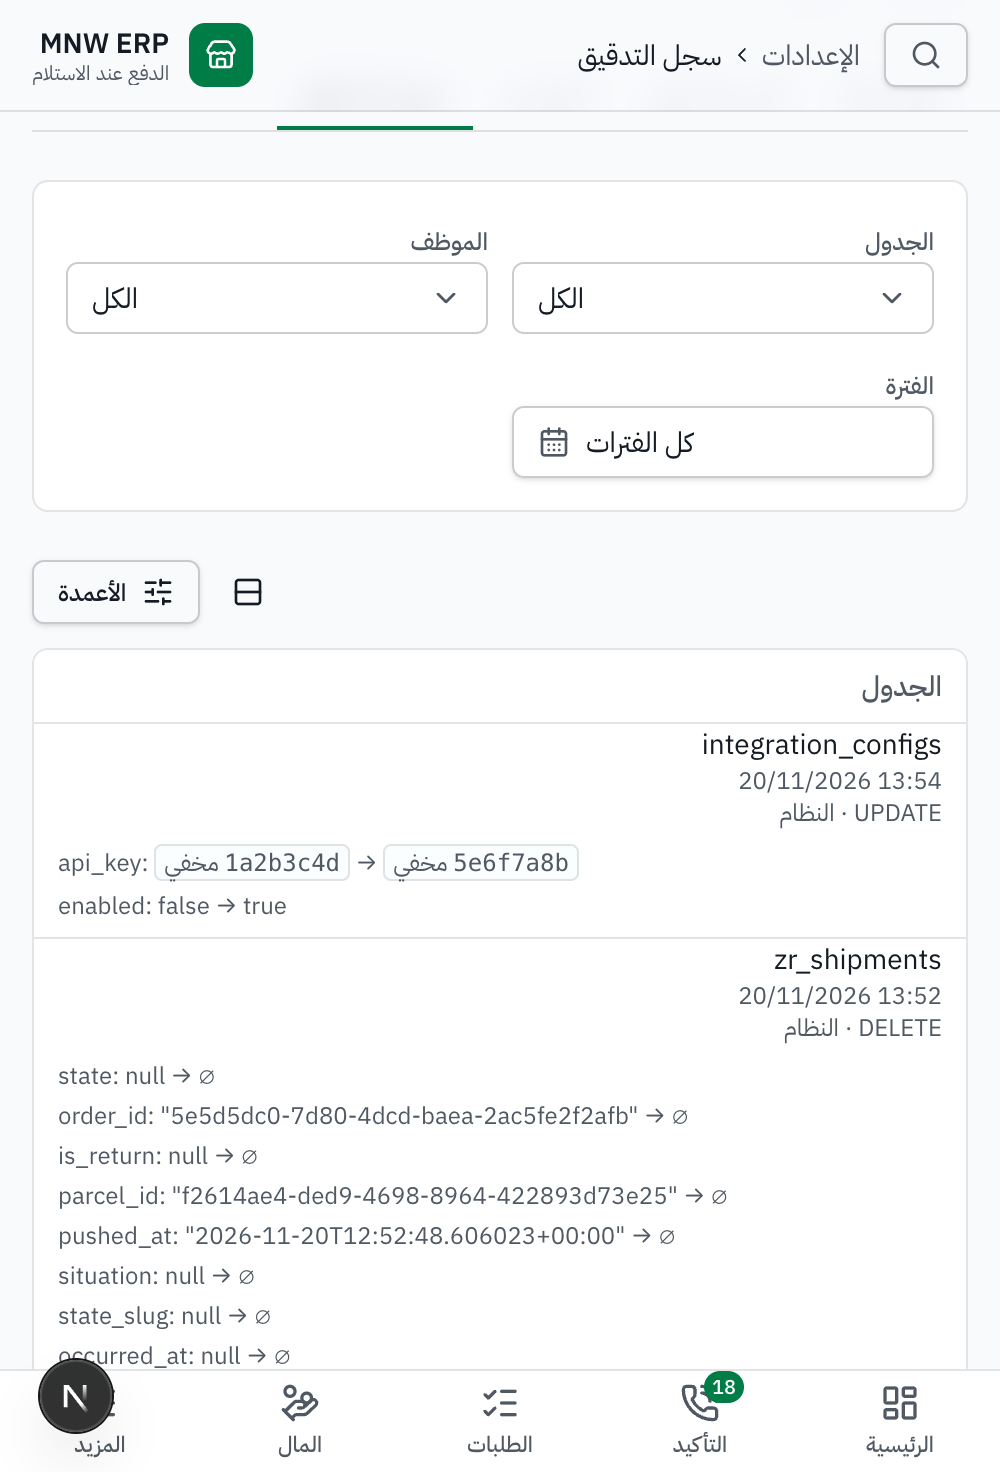 MNW ERP
الدفع عند الاستلام
الإعدادات › سجل التدقيق
الجدول
الكل
الموظف
الكل
الفترة
كل الفترات
الأعمدة
الجدول
integration_configs
20/11/2026 13:54
UPDATE · النظام
api_key: مخفي 1a2b3c4d → مخفي 5e6f7a8b
enabled: false → true
zr_shipments
20/11/2026 13:52
DELETE · النظام
state: null → ∅
order_id: "5e5d5dc0-7d80-4dcd-baea-2ac5fe2f2afb" → ∅
is_return: null → ∅
parcel_id: "f2614ae4-ded9-4698-8964-422893d73e25" → ∅
pushed_at: "2026-11-20T12:52:48.606023+00:00" → ∅
situation: null → ∅
state_slug: null → ∅
occurred_at: null → ∅
الرئيسية
18
التأكيد
الطلبات
المال
المزيد
N